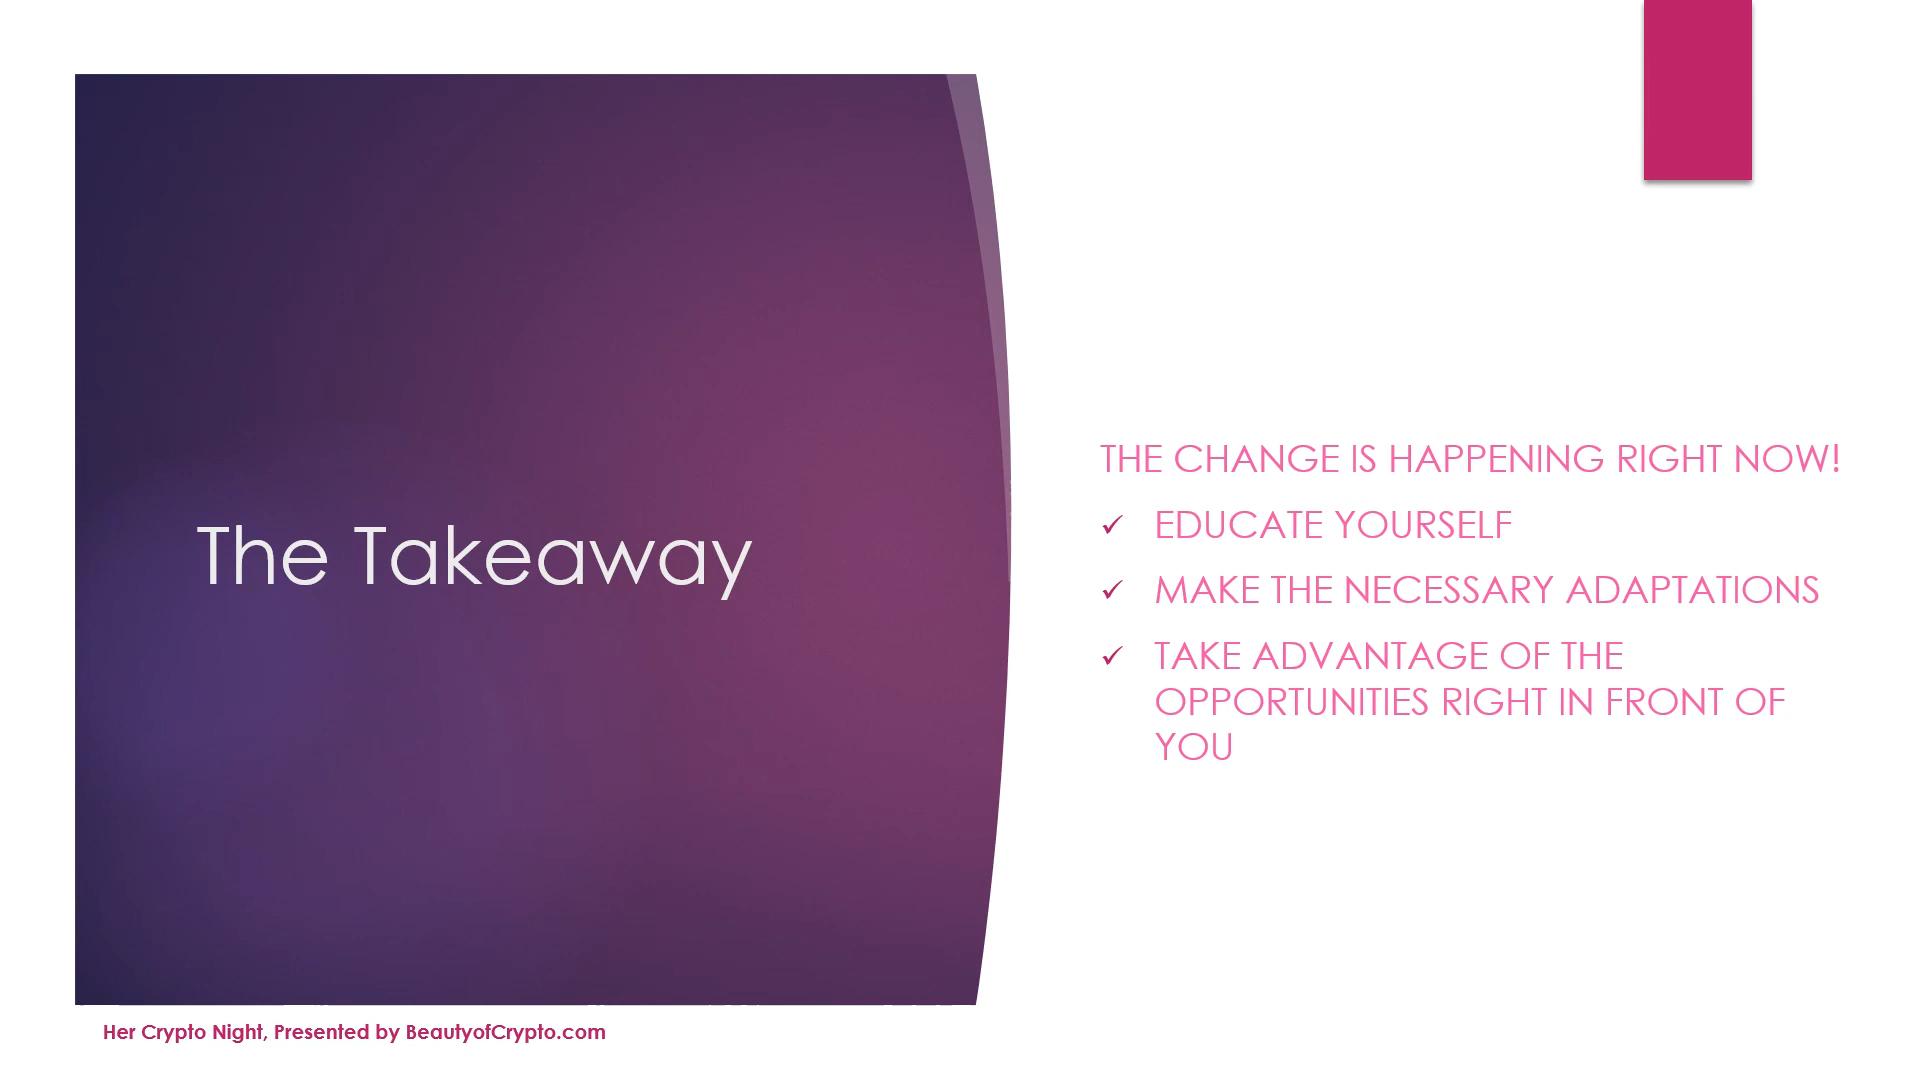 The Takeaway
THE CHANGE IS HAPPENING RIGHT NOW!
✓ EDUCATE YOURSELF
✓ MAKE THE NECESSARY ADAPTATIONS
✓ TAKE ADVANTAGE OF THE
OPPORTUNITIES RIGHT IN FRONT OF
YOU
Her Crypto Night, Presented by BeautyofCrypto.com